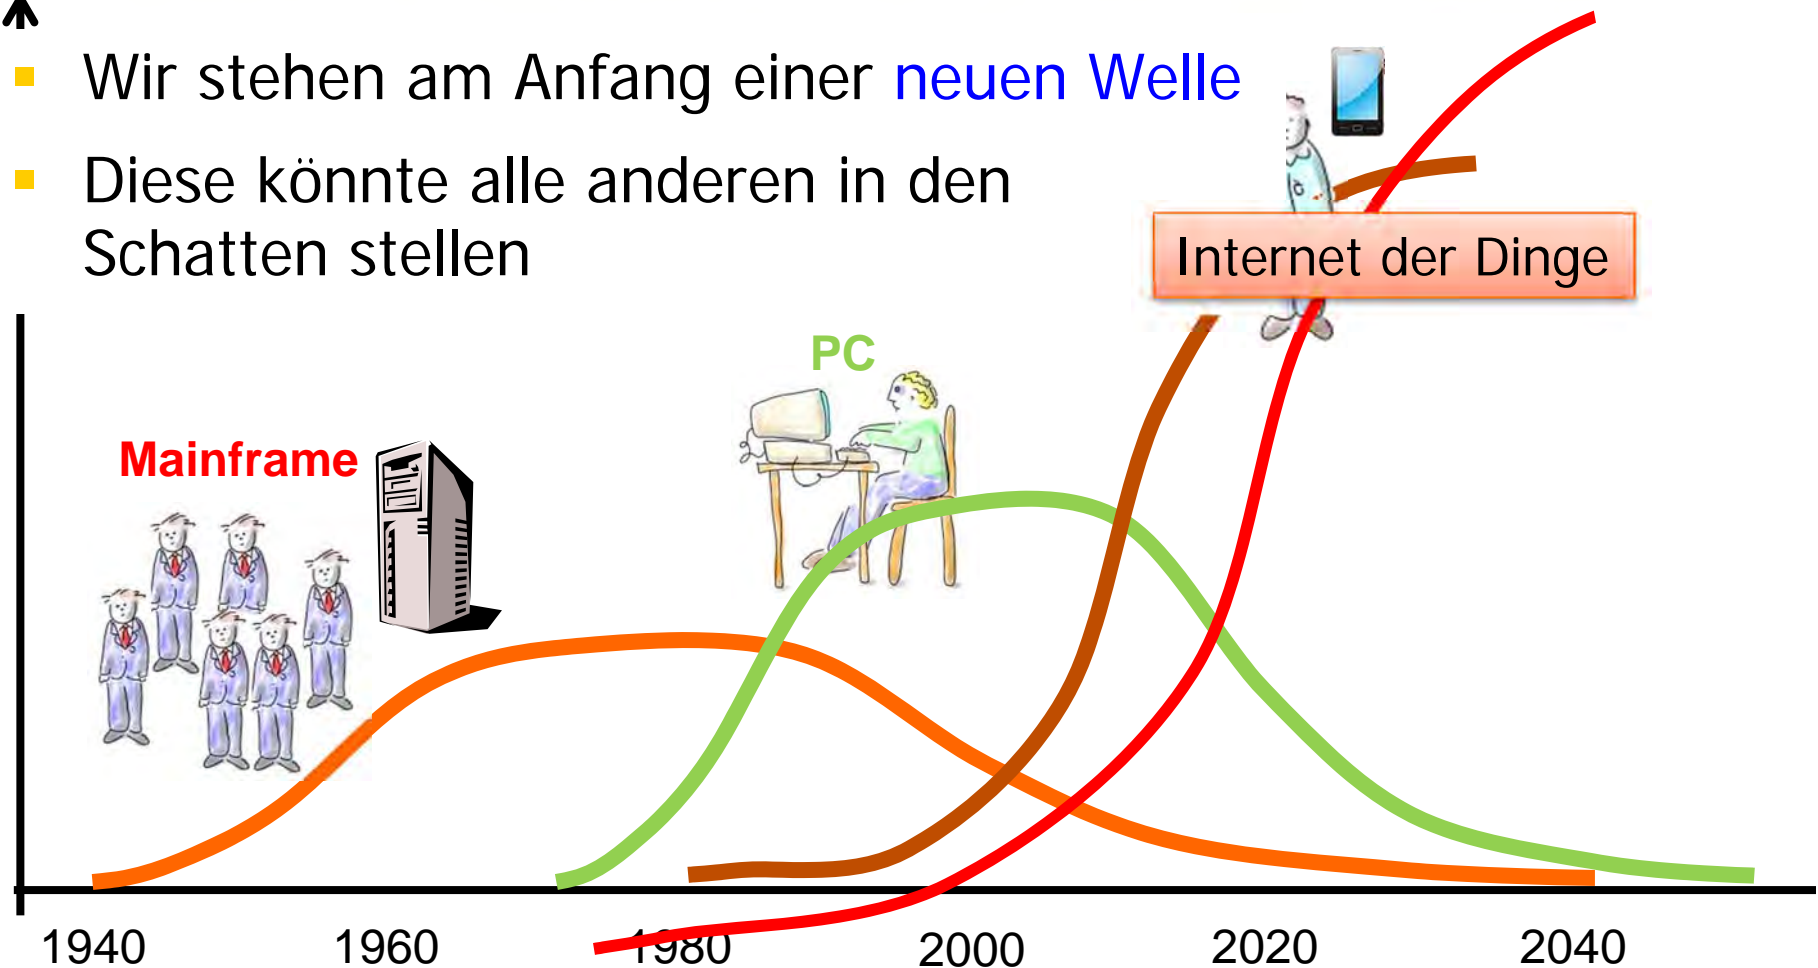 Wir stehen am Anfang einer neuen Welle
Diese könnte alle anderen in den
Schatten stellen
Internet der Dinge
PC
Mainframe
1940 1960 1980 2000 2020 2040